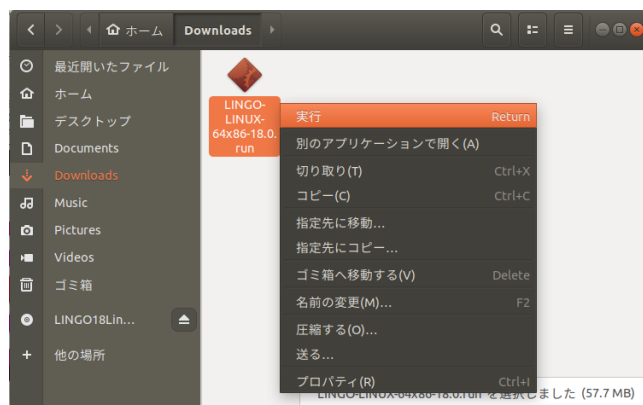 ホーム Downloads
最近開いたファイル
ホーム
デスクトップ
Documents
Downloads
Music
Pictures
Videos
ゴミ箱
LINGO18Lin...
他の場所
LINGO-
LINUX-
64x86-18.0.
run
実行 Return
別のアプリケーションで開く(A)
切り取り(T) Ctrl+X
コピー(C) Ctrl+C
指定先に移動...
指定先にコピー...
ゴミ箱へ移動する(V) Delete
名前の変更(M)... F2
圧縮する(O)...
送る...
プロパティ(R) Ctrl+I
LINGO-LINUX-64x86-18.0.run を選択しました (57.7 MB)